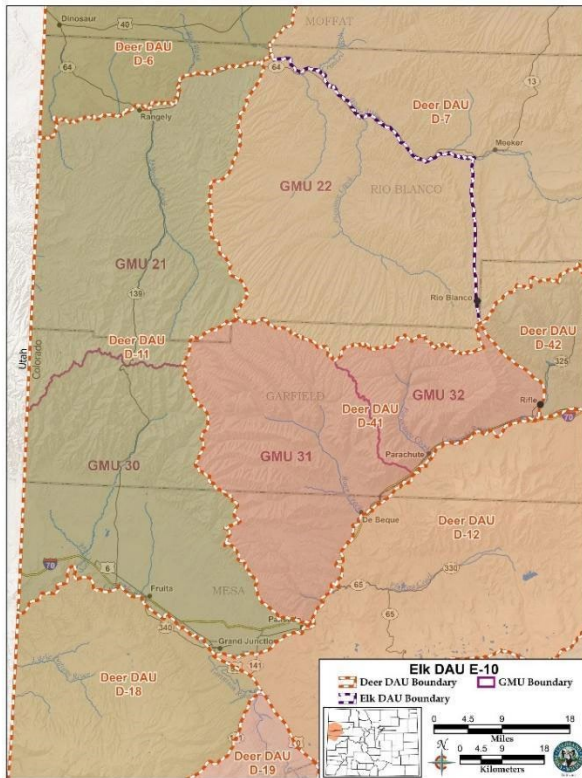 MOFFAT
Dinosaur
40
Deer DAU
D-6
64
64
Deer DAU
D-7
13
Rangely
Meeker
GMU 22
RIO BLANCO
GMU 21
139
Rio Blanco
Utah
Colorado
Deer DAU
D-11
Deer DAU
D-42
325
GARFIELD
GMU 32
Deer DAU
D-41
Rifle
70
Parachute
GMU 30
GMU 31
De Beque
Deer DAU
D-12
330
65
70
6
Fruita
MESA
65
340
Grand Junction
141
Deer DAU
D-18
Deer DAU
D-19
Elk DAU E-10
Deer DAU Boundary
GMU Boundary
Elk DAU Boundary
0 4.5 9 18
Miles
N
0 4.5 9 18
Kilometers